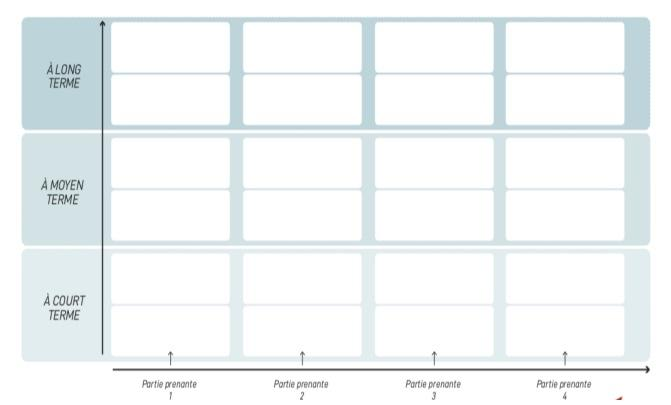 À LONG
TERME
À MOYEN
TERME
À COURT
TERME
Partie prenante
1
Partie prenante
2
Partie prenante
3
Partie prenante
4